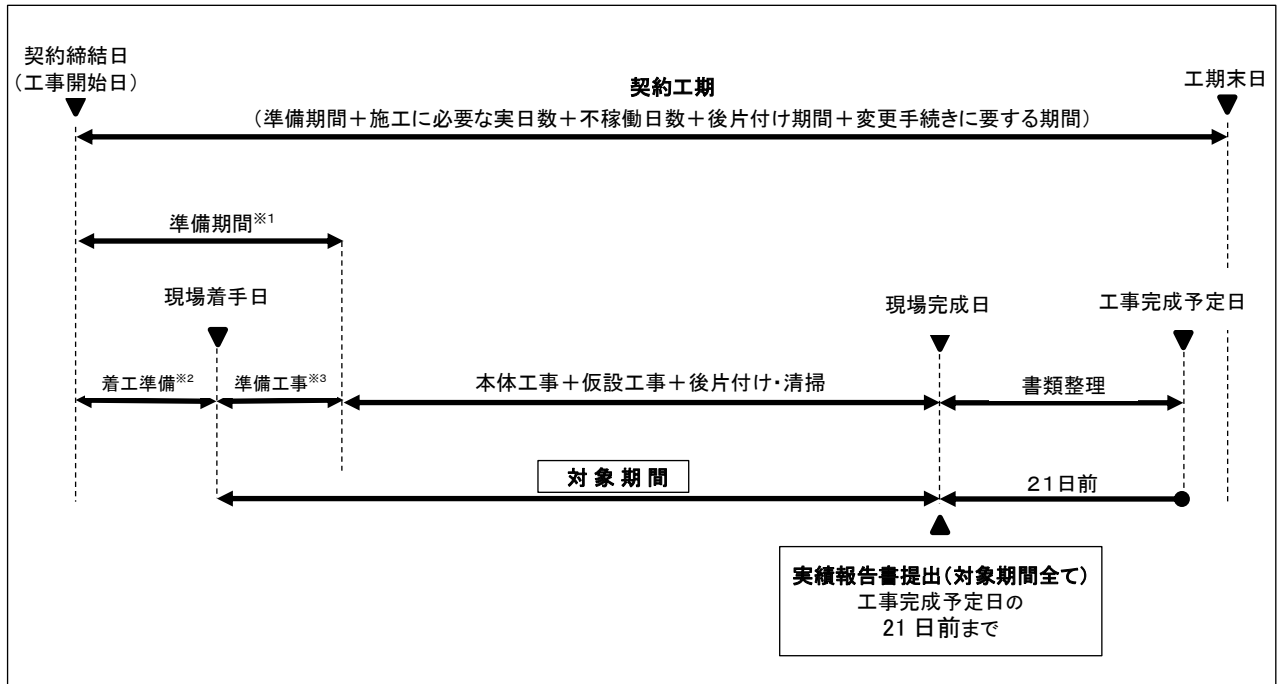 契約締結日
(工事開始日)
契約工期
工期末日
(準備期間+施工に必要な実日数+不稼働日数+後片付け期間+変更手続きに要する期間)
準備期間※1
現場着手日
現場完成日
工事完成予定日
着工準備※2
準備工事※3
本体工事+仮設工事+後片付け・清掃
書類整理
対象期間
21日前
実績報告書提出(対象期間全て)
工事完成予定日の
21日前まで